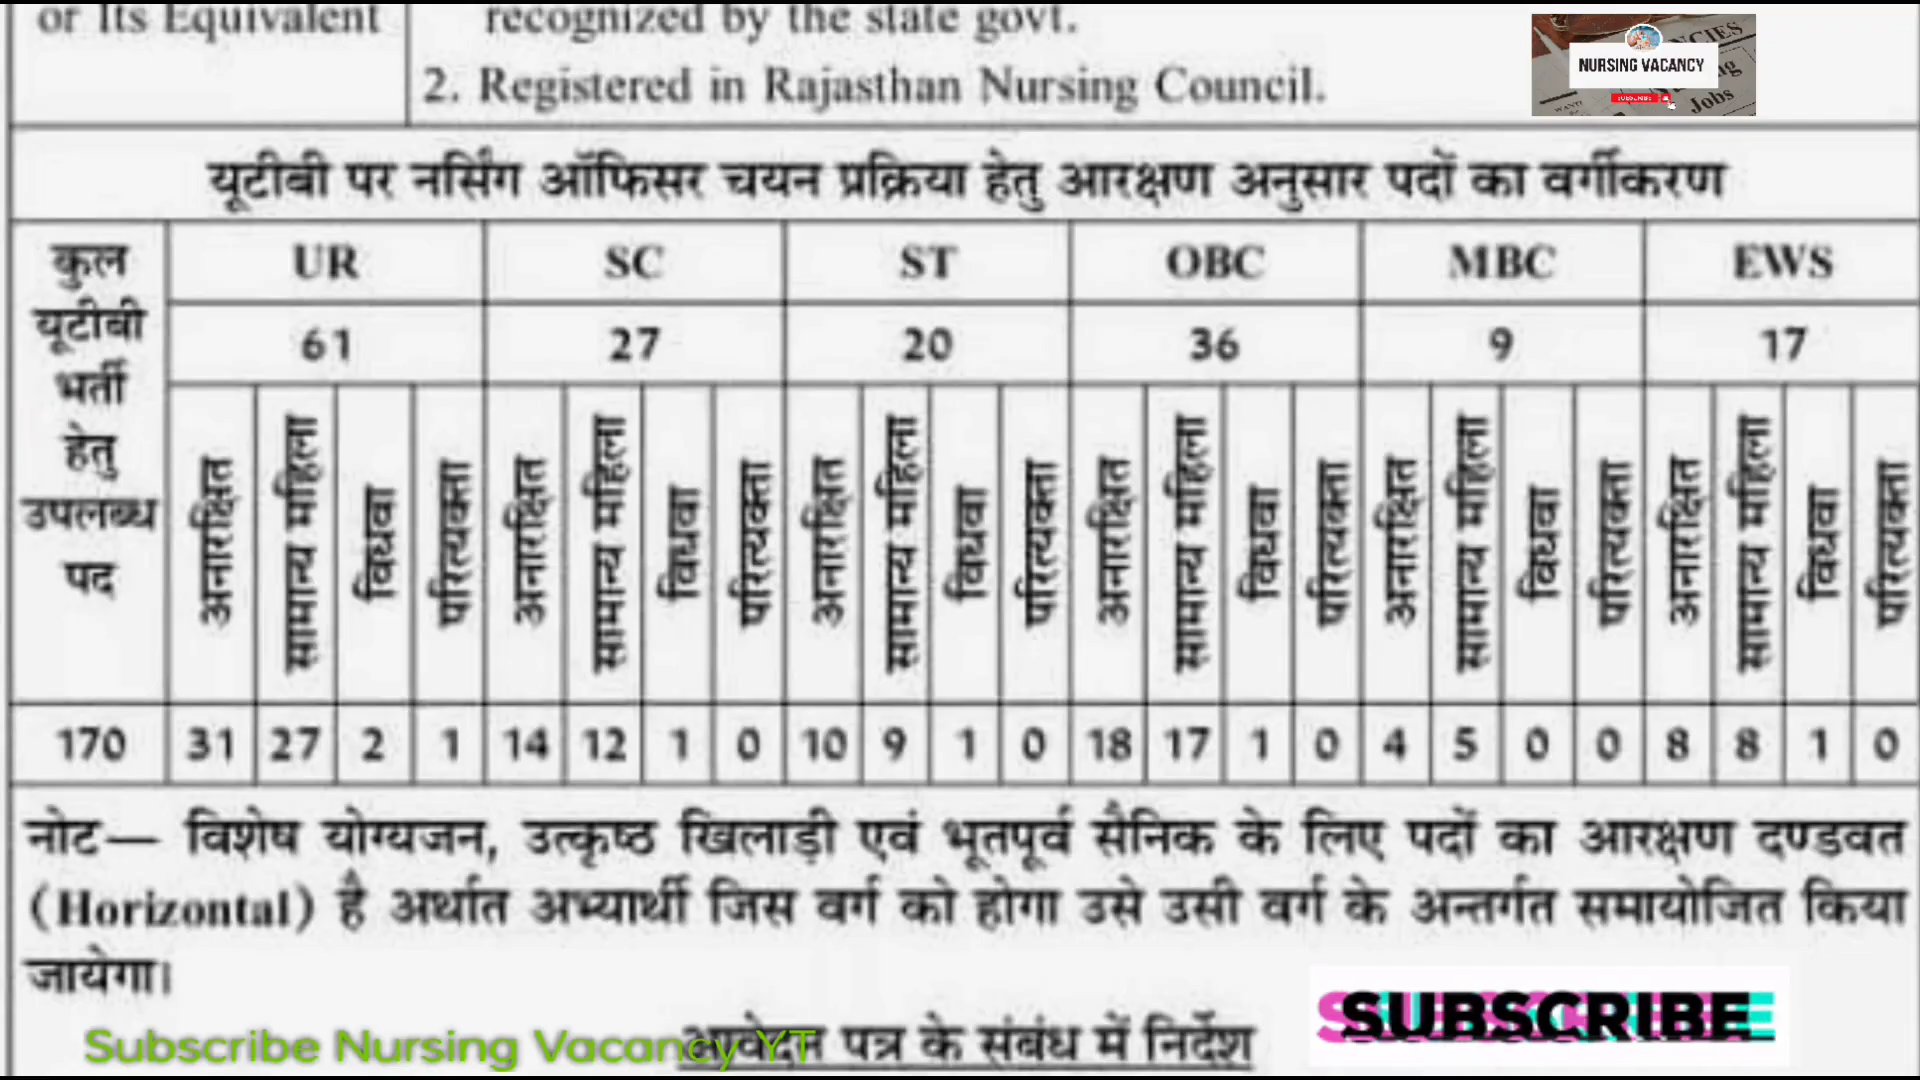 or Its Equivalent
recognized by the state govt.
2. Registered in Rajasthan Nursing Council.
NCIES
NURSING VACANCY
SUBSCRIBE
Jobs
यूटीबी पर नर्सिंग ऑफिसर चयन प्रक्रिया हेतु आरक्षण अनुसार पदों का वर्गीकरण
कुल यूटीबी भर्ती हेतु उपलब्ध पद
UR SC ST OBC MBC EWS
61 27 20 36 9 17
अनारक्षित सामान्य महिला विधवा परित्यक्ता अनारक्षित सामान्य महिला विधवा परित्यक्ता अनारक्षित सामान्य महिला विधवा परित्यक्ता अनारक्षित सामान्य महिला विधवा परित्यक्ता अनारक्षित सामान्य महिला विधवा परित्यक्ता अनारक्षित सामान्य महिला विधवा परित्यक्ता
170 31 27 2 1 14 12 1 0 10 9 1 0 18 17 1 0 4 5 0 0 8 8 1 0
नोट— विशेष योग्यजन, उत्कृष्ठ खिलाड़ी एवं भूतपूर्व सैनिक के लिए पदों का आरक्षण दण्डवत
(Horizontal) है अर्थात अभ्यार्थी जिस वर्ग को होगा उसे उसी वर्ग के अन्तर्गत समायोजित किया
जायेगा।
आवेदन पत्र के संबंध में निर्देश
Subscribe Nursing Vacancy YT
SUBSCRIBE